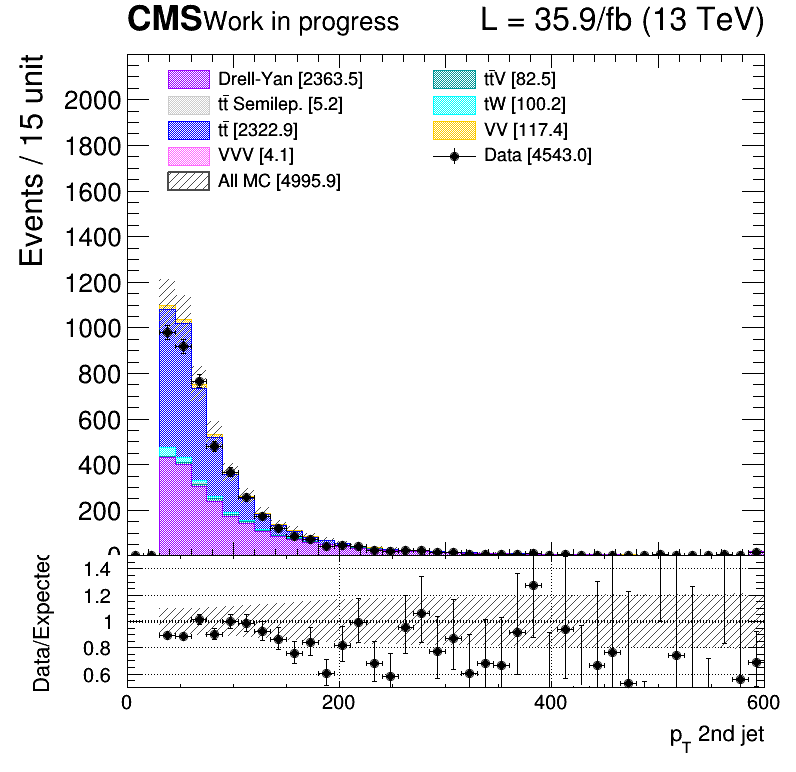 CMS Work in progress L = 35.9/fb (13 TeV)
Events / 15 unit
Drell-Yan [2363.5]
tt̄ Semilep. [5.2]
tt̄ [2322.9]
VVV [4.1]
All MC [4995.9]
tt̄V [82.5]
tW [100.2]
VV [117.4]
Data [4543.0]
2000
1800
1600
1400
1200
1000
800
600
400
200
0
Data/Expected
1.4
1.2
1
0.8
0.6
0 200 400 600
pT 2nd jet